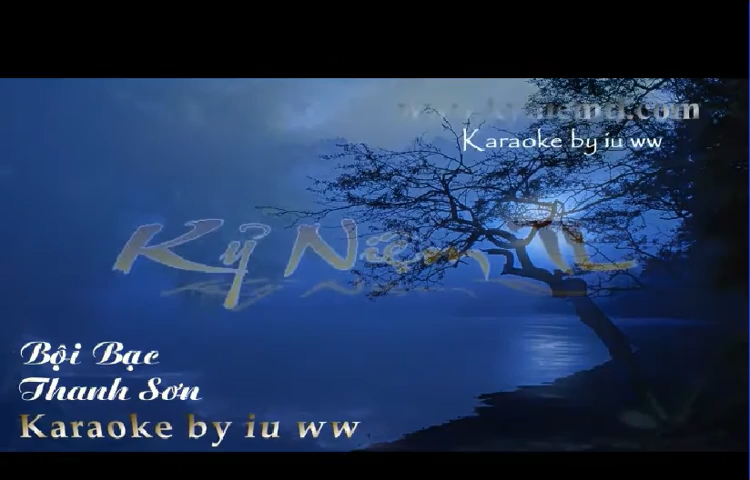 Karaoke by iu ww
Kỷ Niệm
Bội Bạc
Thanh Sơn
Karaoke by iu ww